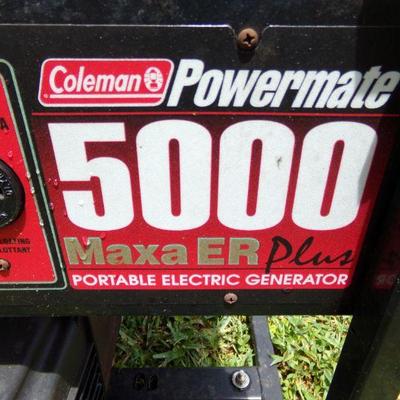 Coleman Powermate
5000
Maxa ER Plus
PORTABLE ELECTRIC GENERATOR
A